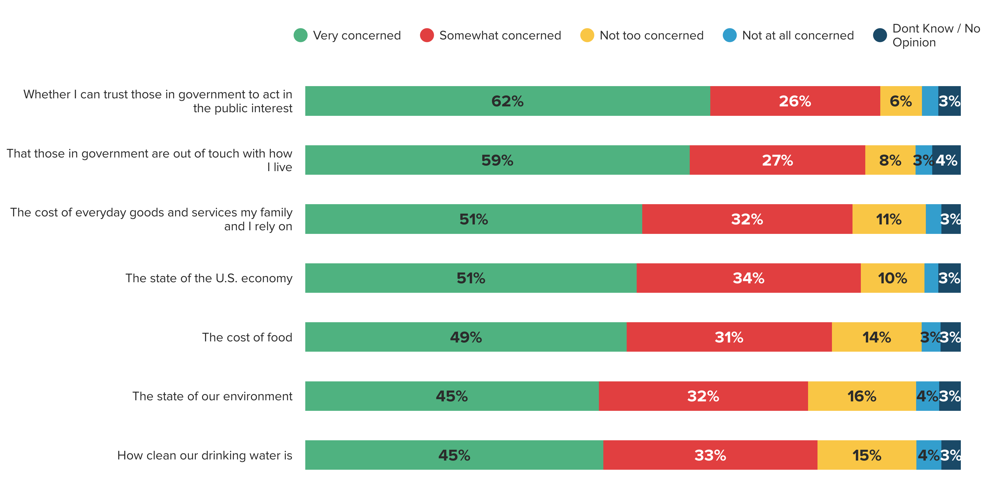 Very concerned
Somewhat concerned
Not too concerned
Not at all concerned
Dont Know / No
Opinion
Whether I can trust those in government to act in
the public interest
62% 26% 6% 3%
That those in government are out of touch with how
I live
59% 27% 8% 3% 4%
The cost of everyday goods and services my family
and I rely on
51% 32% 11% 3%
The state of the U.S. economy
51% 34% 10% 3%
The cost of food
49% 31% 14% 3% 3%
The state of our environment
45% 32% 16% 4% 3%
How clean our drinking water is
45% 33% 15% 4% 3%